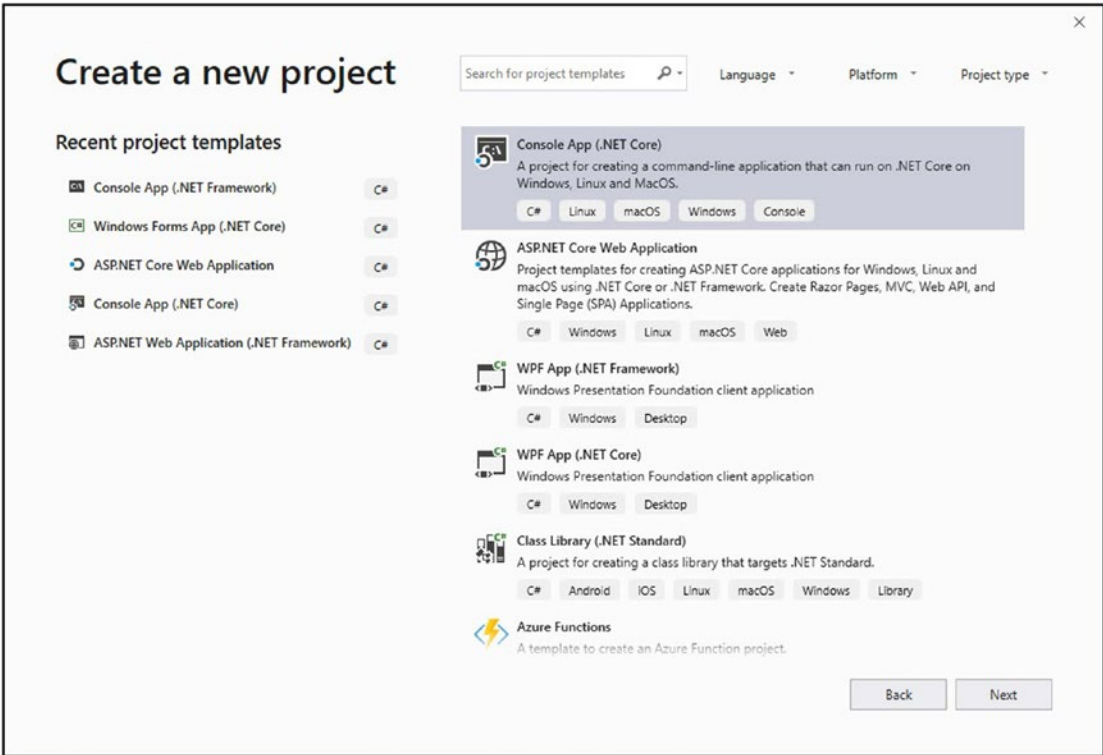 Create a new project
Search for project templates
Language
Platform
Project type
Recent project templates
Console App (.NET Framework) C#
Windows Forms App (.NET Core) C#
ASP.NET Core Web Application C#
Console App (.NET Core) C#
ASP.NET Web Application (.NET Framework) C#
Console App (.NET Core)
A project for creating a command-line application that can run on .NET Core on
Windows, Linux and MacOS.
C# Linux macOS Windows Console
ASP.NET Core Web Application
Project templates for creating ASP.NET Core applications for Windows, Linux and
macOS using .NET Core or .NET Framework. Create Razor Pages, MVC, Web API, and
Single Page (SPA) Applications.
C# Windows Linux macOS Web
WPF App (.NET Framework)
Windows Presentation Foundation client application
C# Windows Desktop
WPF App (.NET Core)
Windows Presentation Foundation client application
C# Windows Desktop
Class Library (.NET Standard)
A project for creating a class library that targets .NET Standard.
C# Android iOS Linux macOS Windows Library
Azure Functions
A template to create an Azure Function project.
Back
Next